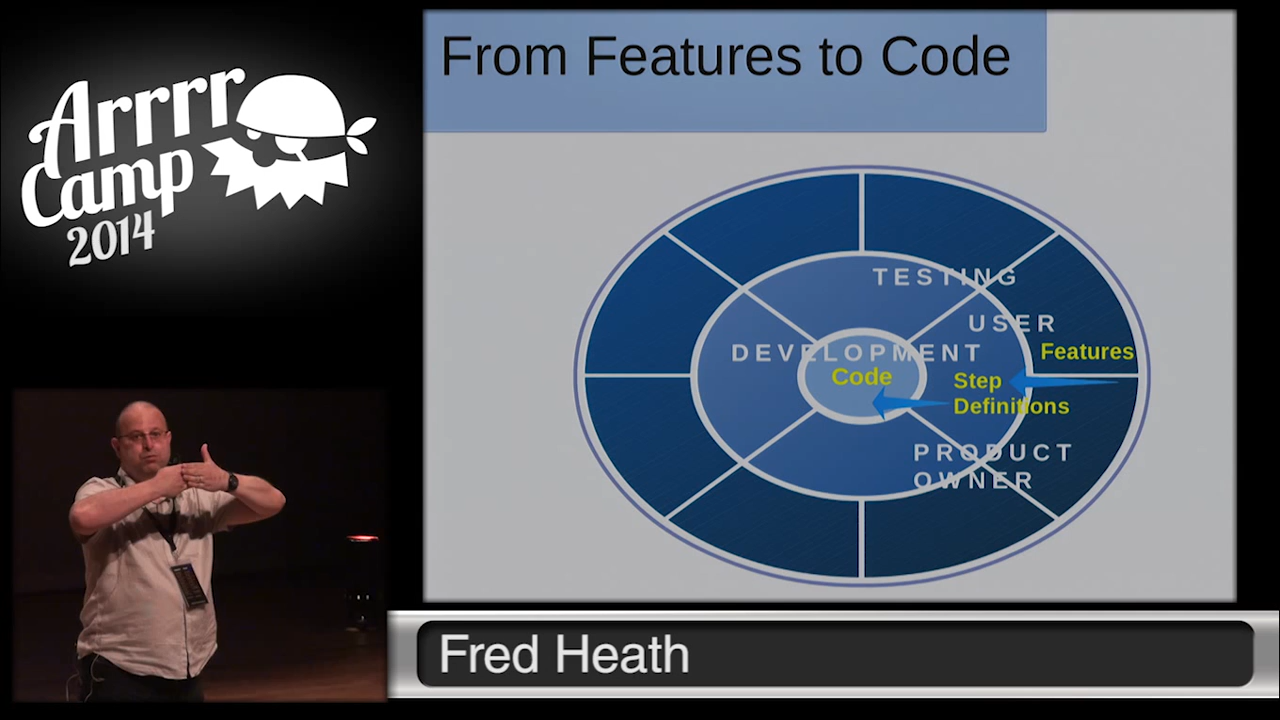 Arrrr
Camp
2014
From Features to Code
TESTING
USER
Features
DEVELOPMENT
Code
Step
Definitions
PRODUCT
OWNER
Fred Heath